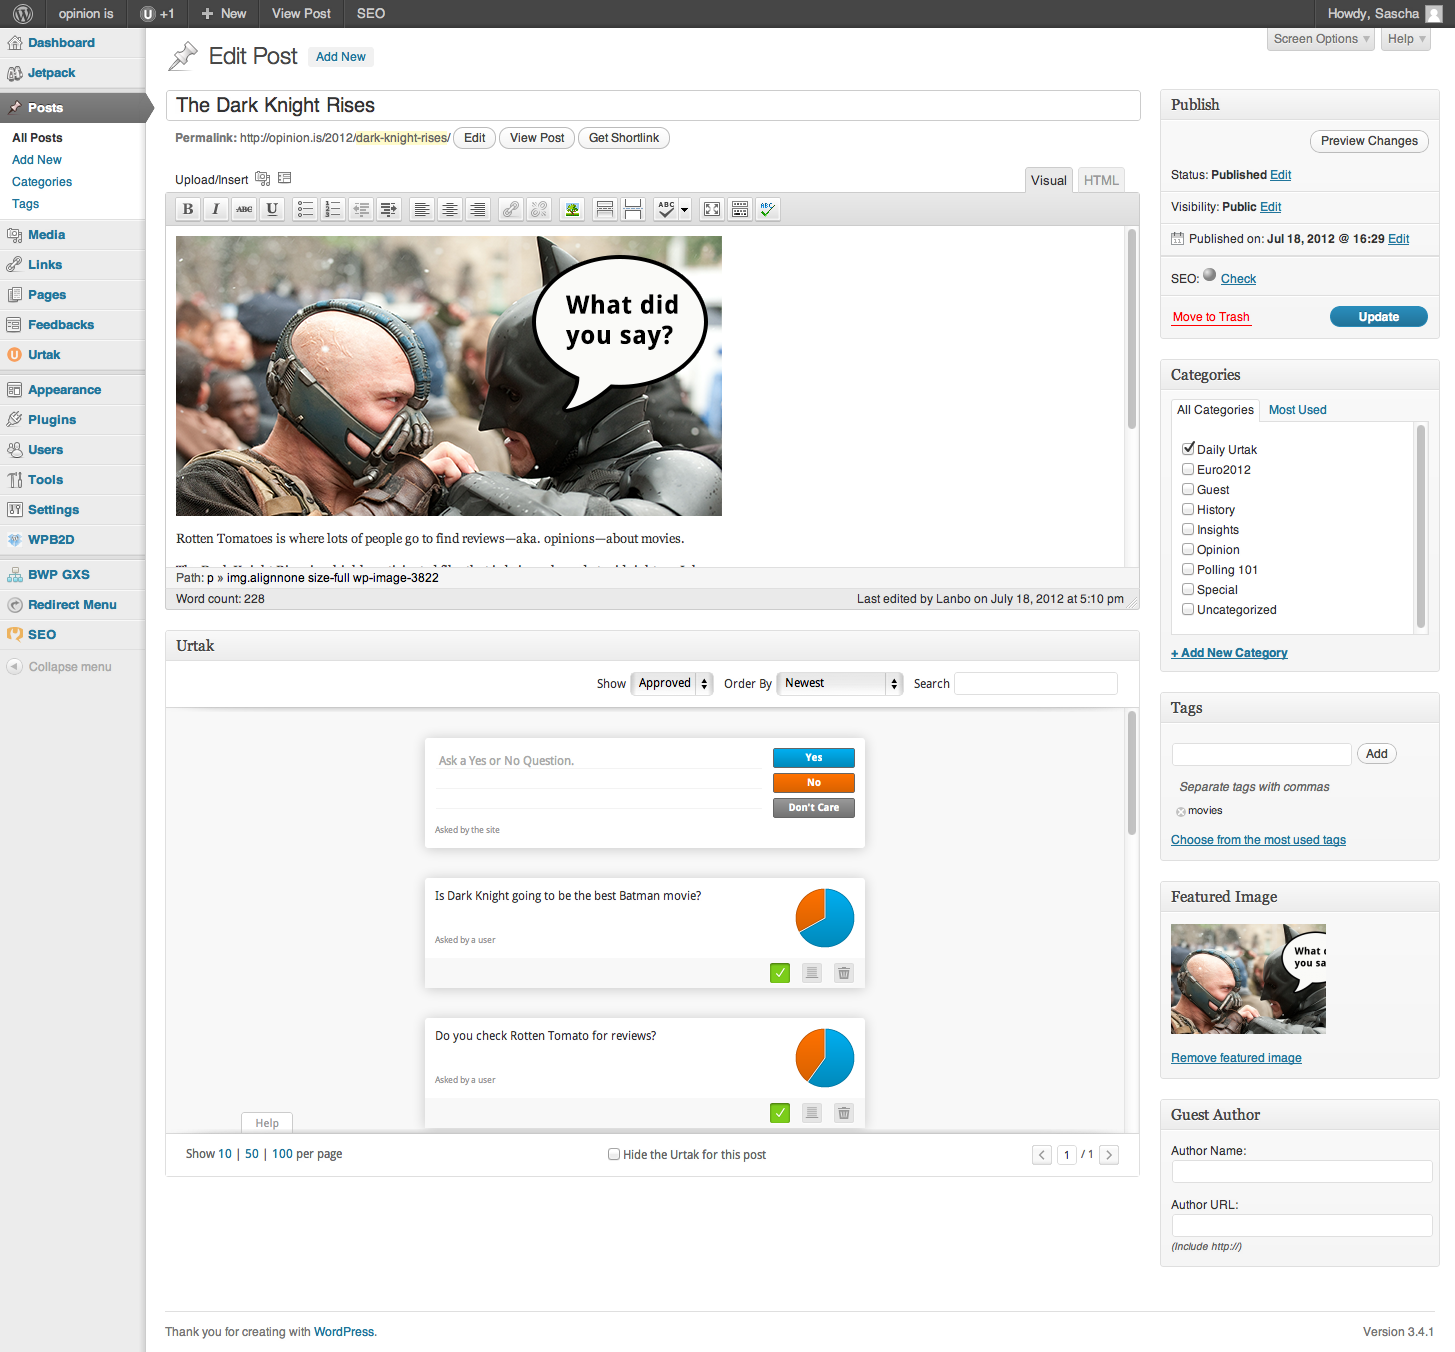 opinion is
+1
+ New
View Post
SEO
Howdy, Sascha
Dashboard
Jetpack
Posts
All Posts
Add New
Categories
Tags
Media
Links
Pages
Feedbacks
Urtak
Appearance
Plugins
Users
Tools
Settings
WPB2D
BWP GXS
Redirect Menu
SEO
Collapse menu
Edit Post
Add New
Screen Options
Help
The Dark Knight Rises
Permalink: http://opinion.is/2012/dark-knight-rises/ Edit View Post Get Shortlink
Upload/Insert
Visual
HTML
B I ABC U ABC ABC
What did
you say?
Rotten Tomatoes is where lots of people go to find reviews—aka. opinions—about movies.
Path: p » img.alignnone size-full wp-image-3822
Word count: 228
Last edited by Lanbo on July 18, 2012 at 5:10 pm
Urtak
Show Approved Order By Newest Search
Ask a Yes or No Question.
Yes
No
Don't Care
Asked by the site
Is Dark Knight going to be the best Batman movie?
Asked by a user
Do you check Rotten Tomato for reviews?
Asked by a user
Help
Show 10 | 50 | 100 per page
Hide the Urtak for this post
1 / 1
Publish
Preview Changes
Status: Published Edit
Visibility: Public Edit
Published on: Jul 18, 2012 @ 16:29 Edit
SEO: Check
Move to Trash
Update
Categories
All Categories
Most Used
Daily Urtak
Euro2012
Guest
History
Insights
Opinion
Polling 101
Special
Uncategorized
+ Add New Category
Tags
Add
Separate tags with commas
movies
Choose from the most used tags
Featured Image
What
you sa
Remove featured image
Guest Author
Author Name:
Author URL:
(Include http://)
Thank you for creating with WordPress.
Version 3.4.1